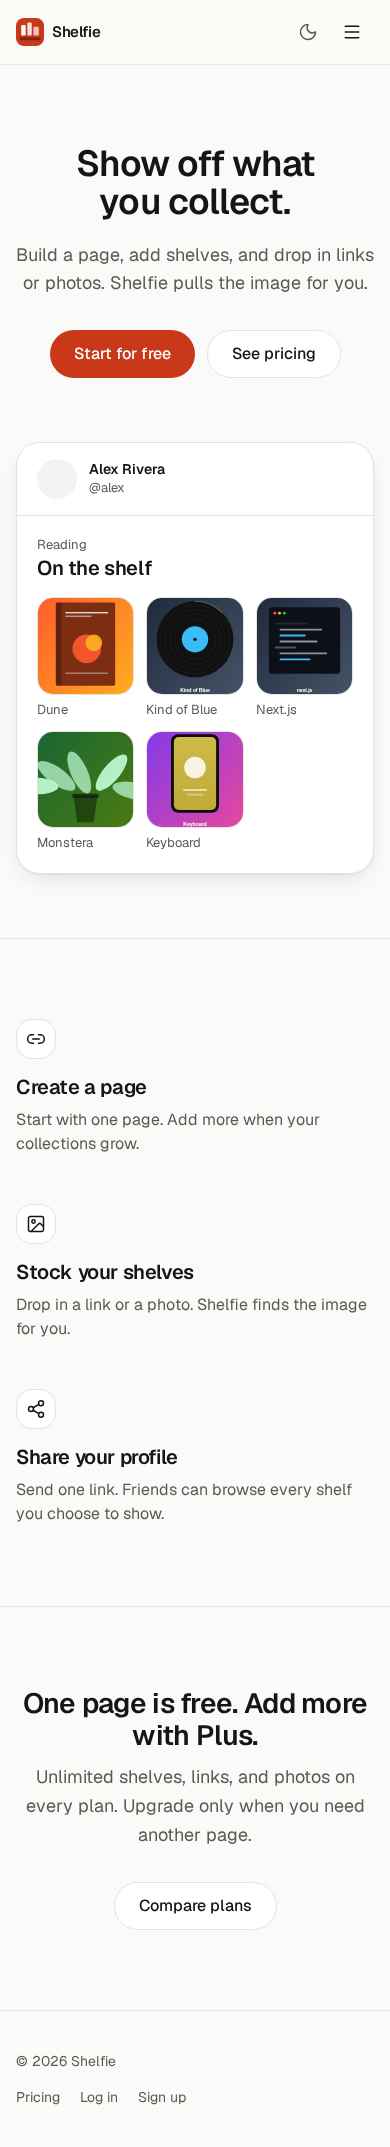 Shelfie
Show off what
you collect.
Build a page, add shelves, and drop in links
or photos. Shelfie pulls the image for you.
Start for free
See pricing
Alex Rivera
@alex
Reading
On the shelf
Kind of Blue
next.js
Dune
Kind of Blue
Next.js
Keyboard
Monstera
Keyboard
Create a page
Start with one page. Add more when your
collections grow.
Stock your shelves
Drop in a link or a photo. Shelfie finds the image
for you.
Share your profile
Send one link. Friends can browse every shelf
you choose to show.
One page is free. Add more
with Plus.
Unlimited shelves, links, and photos on
every plan. Upgrade only when you need
another page.
Compare plans
© 2026 Shelfie
Pricing
Log in
Sign up